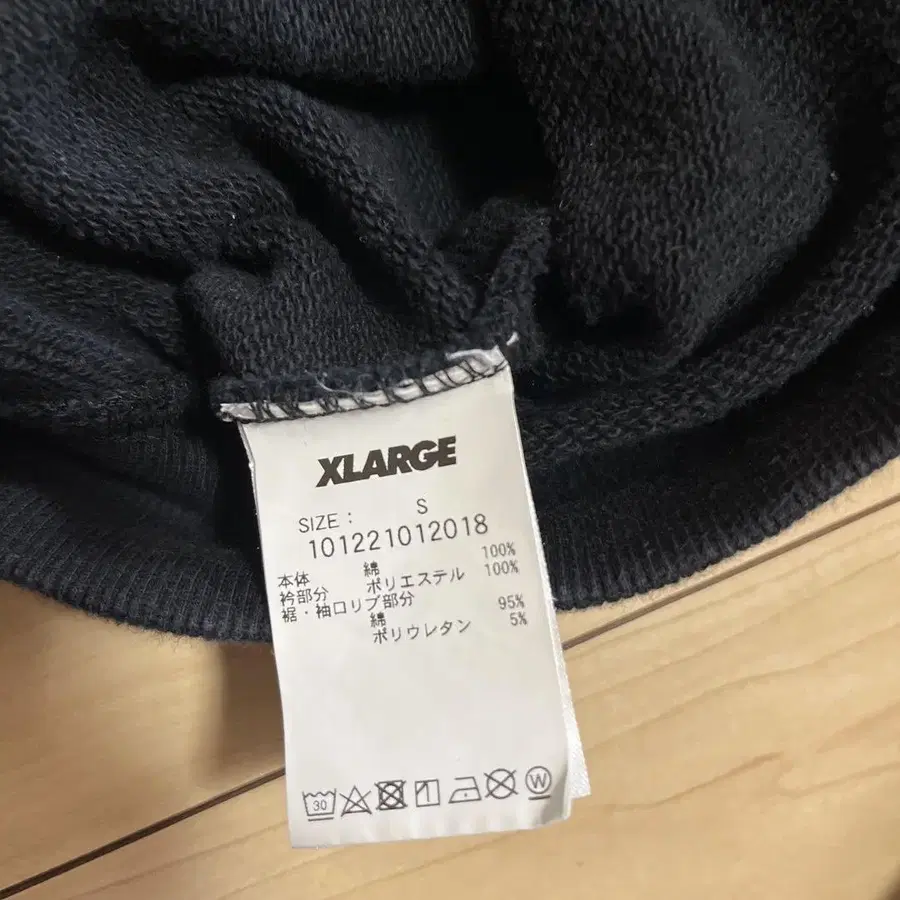 XLARGE
SIZE : S
101221012018
本体 綿 100%
衿部分 ポリエステル 100%
裾・袖口リブ部分
綿 95%
ポリウレタン 5%
30 W